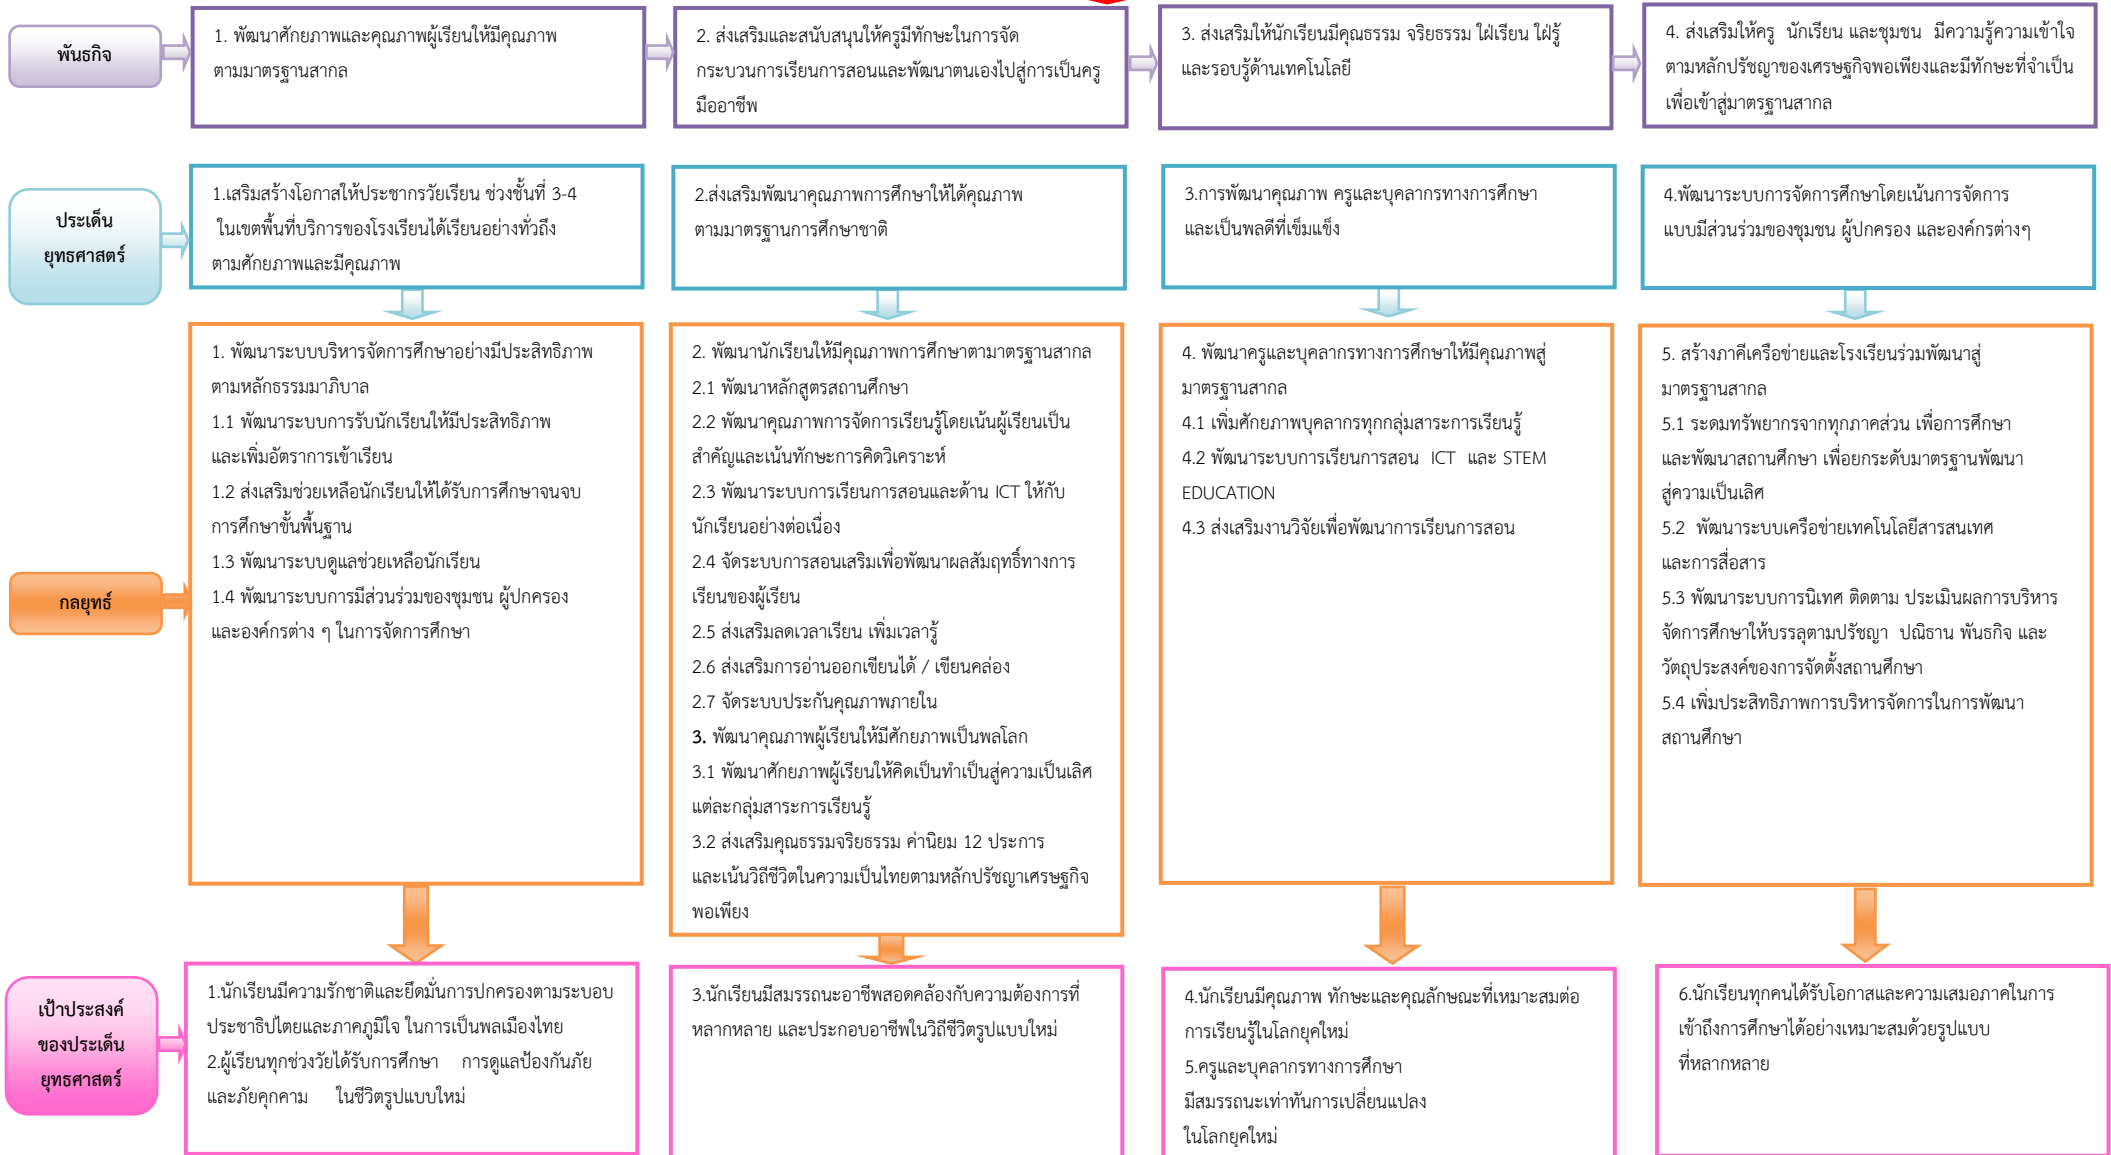 พันธกิจ
1. พัฒนาศักยภาพและคุณภาพผู้เรียนให้มีคุณภาพ
ตามมาตรฐานสากล
2. ส่งเสริมและสนับสนุนให้ครูมีทักษะในการจัด
กระบวนการเรียนการสอนและพัฒนาตนเองไปสู่การเป็นครู
มืออาชีพ
3. ส่งเสริมให้นักเรียนมีคุณธรรม จริยธรรม ใฝ่เรียน ใฝ่รู้
และรอบรู้ด้านเทคโนโลยี
4. ส่งเสริมให้ครู นักเรียน และชุมชน มีความรู้ความเข้าใจ
ตามหลักปรัชญาของเศรษฐกิจพอเพียงและมีทักษะที่จำเป็น
เพื่อเข้าสู่มาตรฐานสากล
ประเด็น
ยุทธศาสตร์
1.เสริมสร้างโอกาสให้ประชากรวัยเรียน ช่วงชั้นที่ 3-4
ในเขตพื้นที่บริการของโรงเรียนได้เรียนอย่างทั่วถึง
ตามศักยภาพและมีคุณภาพ
2.ส่งเสริมพัฒนาคุณภาพการศึกษาให้ได้คุณภาพ
ตามมาตรฐานการศึกษาชาติ
3.การพัฒนาคุณภาพ ครูและบุคลากรทางการศึกษา
และเป็นพลดีที่เข็มแข็ง
4.พัฒนาระบบการจัดการศึกษาโดยเน้นการจัดการ
แบบมีส่วนร่วมของชุมชน ผู้ปกครอง และองค์กรต่างๆ
กลยุทธ์
1. พัฒนาระบบบริหารจัดการศึกษาอย่างมีประสิทธิภาพ
ตามหลักธรรมมาภิบาล
1.1 พัฒนาระบบการรับนักเรียนให้มีประสิทธิภาพ
และเพิ่มอัตราการเข้าเรียน
1.2 ส่งเสริมช่วยเหลือนักเรียนให้ได้รับการศึกษาจนจบ
การศึกษาขั้นพื้นฐาน
1.3 พัฒนาระบบดูแลช่วยเหลือนักเรียน
1.4 พัฒนาระบบการมีส่วนร่วมของชุมชน ผู้ปกครอง
และองค์กรต่าง ๆ ในการจัดการศึกษา
2. พัฒนานักเรียนให้มีคุณภาพการศึกษาตามาตรฐานสากล
2.1 พัฒนาหลักสูตรสถานศึกษา
2.2 พัฒนาคุณภาพการจัดการเรียนรู้โดยเน้นผู้เรียนเป็น
สำคัญและเน้นทักษะการคิดวิเคราะห์
2.3 พัฒนาระบบการเรียนการสอนและด้าน ICT ให้กับ
นักเรียนอย่างต่อเนื่อง
2.4 จัดระบบการสอนเสริมเพื่อพัฒนาผลสัมฤทธิ์ทางการ
เรียนของผู้เรียน
2.5 ส่งเสริมลดเวลาเรียน เพิ่มเวลารู้
2.6 ส่งเสริมการอ่านออกเขียนได้ / เขียนคล่อง
2.7 จัดระบบประกันคุณภาพภายใน
3. พัฒนาคุณภาพผู้เรียนให้มีศักยภาพเป็นพลโลก
3.1 พัฒนาศักยภาพผู้เรียนให้คิดเป็นทำเป็นสู่ความเป็นเลิศ
แต่ละกลุ่มสาระการเรียนรู้
3.2 ส่งเสริมคุณธรรมจริยธรรม ค่านิยม 12 ประการ
และเน้นวิถีชีวิตในความเป็นไทยตามหลักปรัชญาเศรษฐกิจ
พอเพียง
4. พัฒนาครูและบุคลากรทางการศึกษาให้มีคุณภาพสู่
มาตรฐานสากล
4.1 เพิ่มศักยภาพบุคลากรทุกกลุ่มสาระการเรียนรู้
4.2 พัฒนาระบบการเรียนการสอน ICT และ STEM
EDUCATION
4.3 ส่งเสริมงานวิจัยเพื่อพัฒนาการเรียนการสอน
5. สร้างภาคีเครือข่ายและโรงเรียนร่วมพัฒนาสู่
มาตรฐานสากล
5.1 ระดมทรัพยากรจากทุกภาคส่วน เพื่อการศึกษา
และพัฒนาสถานศึกษา เพื่อยกระดับมาตรฐานพัฒนา
สู่ความเป็นเลิศ
5.2 พัฒนาระบบเครือข่ายเทคโนโลยีสารสนเทศ
และการสื่อสาร
5.3 พัฒนาระบบการนิเทศ ติดตาม ประเมินผลการบริหาร
จัดการศึกษาให้บรรลุตามปรัชญา ปณิธาน พันธกิจ และ
วัตถุประสงค์ของการจัดตั้งสถานศึกษา
5.4 เพิ่มประสิทธิภาพการบริหารจัดการในการพัฒนา
สถานศึกษา
เป้าประสงค์
ของประเด็น
ยุทธศาสตร์
1.นักเรียนมีความรักชาติและยึดมั่นการปกครองตามระบอบ
ประชาธิปไตยและภาคภูมิใจ ในการเป็นพลเมืองไทย
2.ผู้เรียนทุกช่วงวัยได้รับการศึกษา การดูแลป้องกันภัย
และภัยคุกคาม ในชีวิตรูปแบบใหม่
3.นักเรียนมีสมรรถนะอาชีพสอดคล้องกับความต้องการที่
หลากหลาย และประกอบอาชีพในวิถีชีวิตรูปแบบใหม่
4.นักเรียนมีคุณภาพ ทักษะและคุณลักษณะที่เหมาะสมต่อ
การเรียนรู้ในโลกยุคใหม่
5.ครูและบุคลากรทางการศึกษา
มีสมรรถนะเท่าทันการเปลี่ยนแปลง
ในโลกยุคใหม่
6.นักเรียนทุกคนได้รับโอกาสและความเสมอภาคในการ
เข้าถึงการศึกษาได้อย่างเหมาะสมด้วยรูปแบบ
ที่หลากหลาย